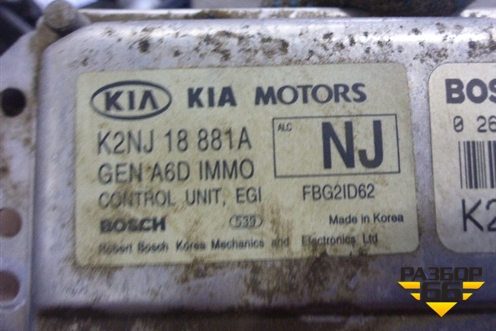 KIA KIA MOTORS
K2NJ 18 881A
GEN A6D IMMO
CONTROL UNIT, EGI
BOSCH 539
Robert Bosch Korea Mechanics and Electronics Ltd
ALC
NJ
FBG2ID62
Made in Korea
BOS
0 26
K2
РАЗБОР
66